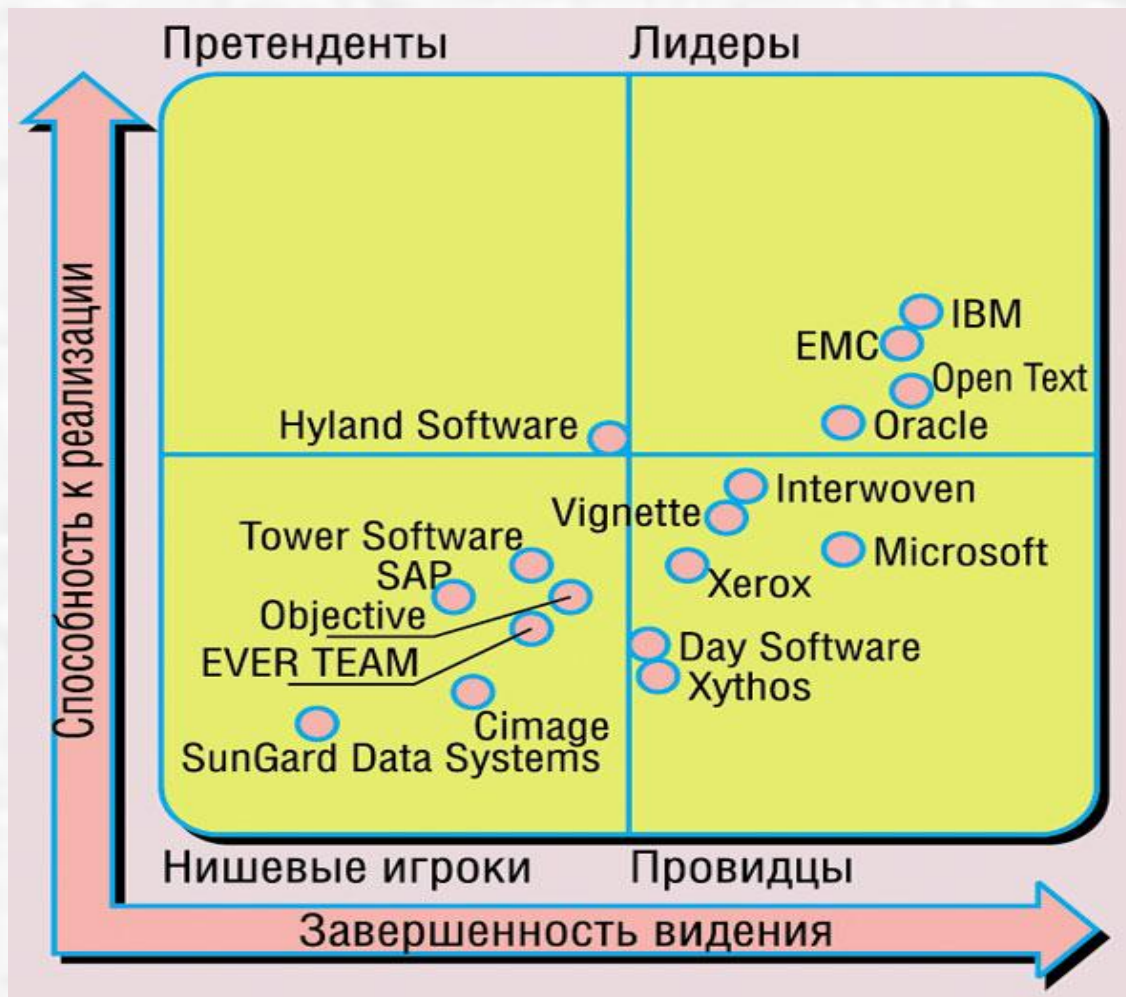 Претенденты
Лидеры
Способность к реализации
IBM
EMC
Open Text
Hyland Software
Oracle
Interwoven
Vignette
Tower Software
Microsoft
SAP
Xerox
Objective
Day Software
EVER TEAM
Xythos
Cimage
SunGard Data Systems
Нишевые игроки
Провидцы
Завершенность видения